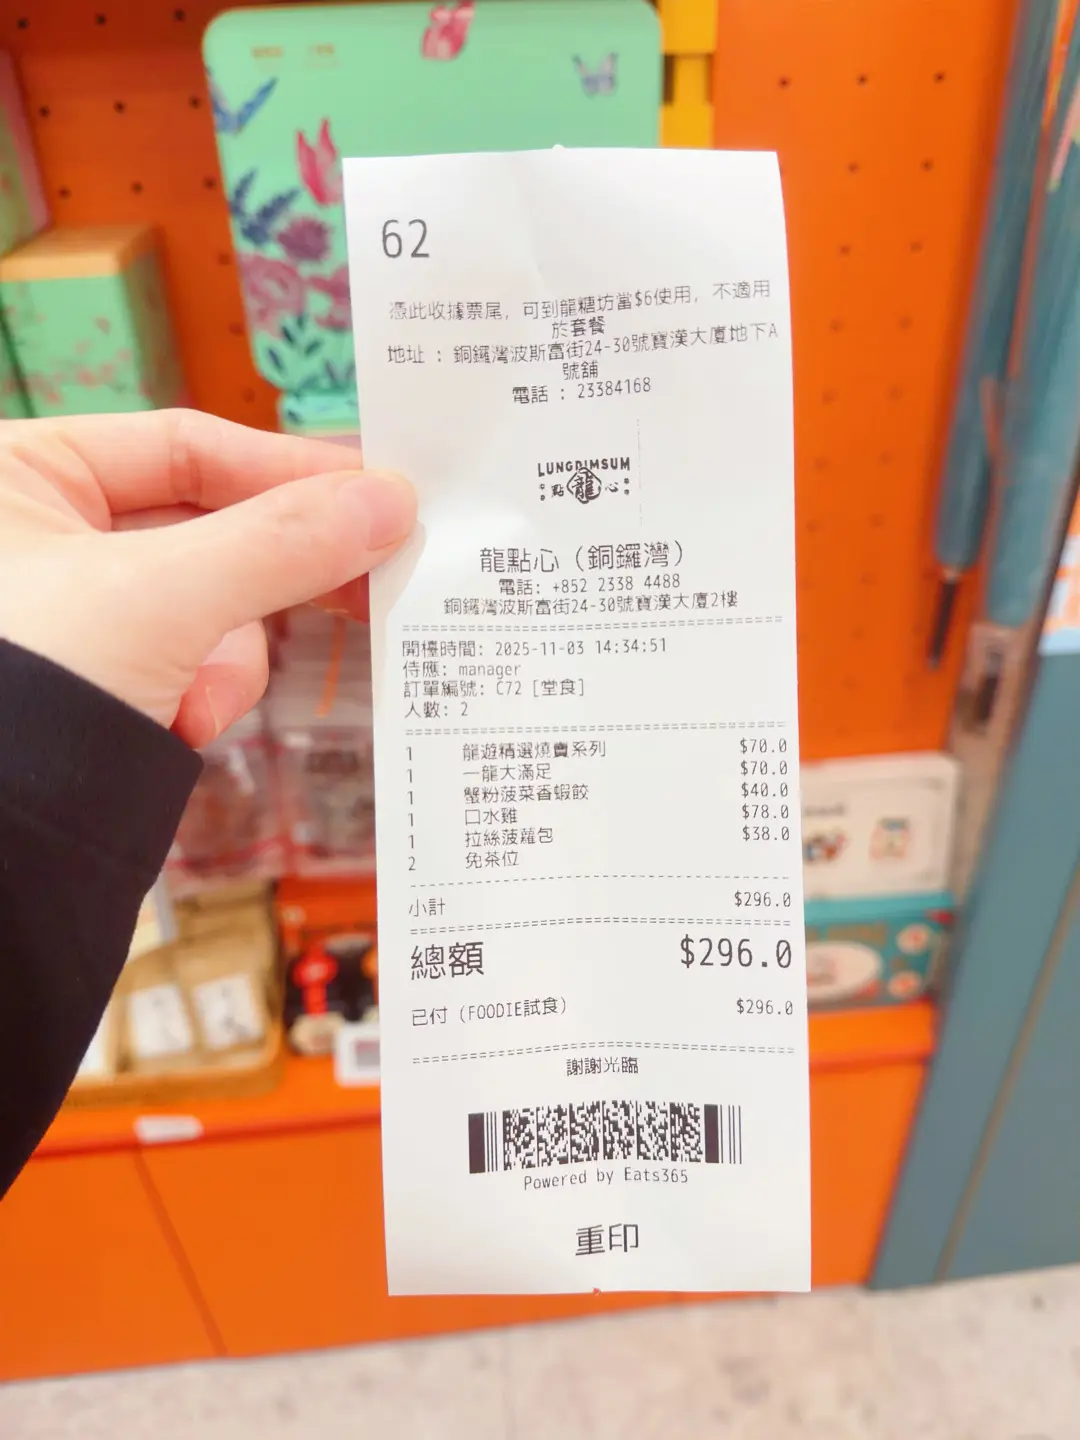 62
憑此收據票尾, 可到龍糖坊當$6使用, 不適用
於套餐
地址 : 銅鑼灣波斯富街24-30號寶漢大廈地下A
號舖
電話 : 23384168
LUNGDIMSUM
點龍心
龍點心 (銅鑼灣)
電話: +852 2338 4488
銅鑼灣波斯富街24-30號寶漢大廈2樓
開檯時間: 2025-11-03 14:34:51
侍應: manager
訂單編號: C72 [堂食]
人數: 2
1 龍遊精選燒賣系列 $70.0
1 一龍大滿足 $70.0
1 蟹粉菠菜香蝦餃 $40.0
1 口水雞 $78.0
1 拉絲菠蘿包 $38.0
2 免茶位
小計 $296.0
總額 $296.0
已付 (FOODIE試食) $296.0
謝謝光臨
Powered by Eats365
重印